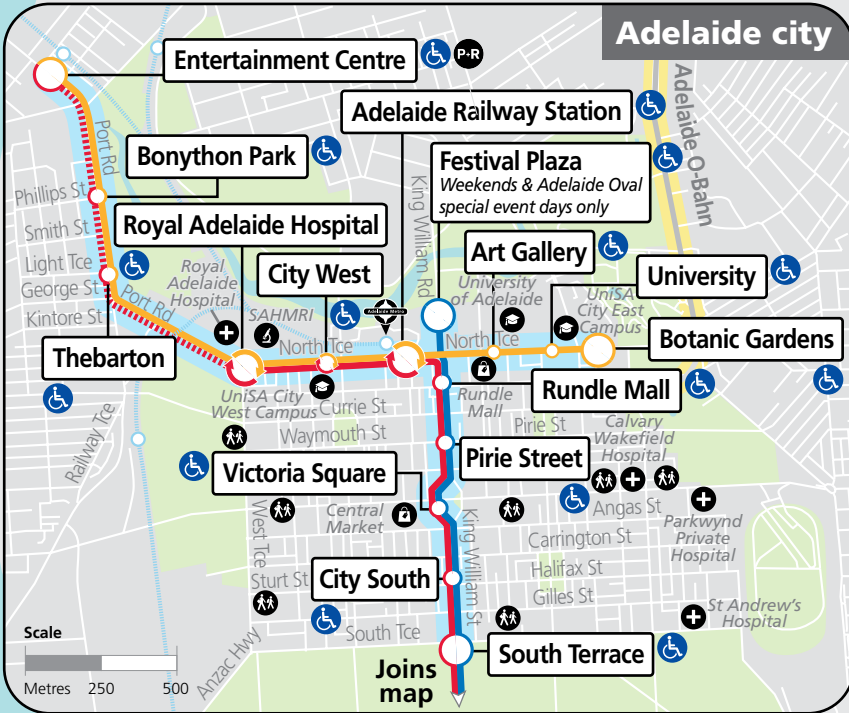 Adelaide city
Entertainment Centre
P+R
Adelaide Railway Station
Adelaide O-Bahn
Port Rd
Bonython Park
Festival Plaza
Weekends & Adelaide Oval
special event days only
King William Rd
Phillips St
Smith St
Light Tce
George St
Kintore St
Royal Adelaide Hospital
Art Gallery
City West
University
Royal
Adelaide
Hospital
SAHMRI
Port Rd
Adelaide Metro
University
of Adelaide
UniSA
City East
Campus
North Tce
North Tce
Botanic Gardens
Thebarton
Rundle Mall
UniSA City
West Campus
Currie St
Waymouth St
Rundle
Mall
Pirie St
Calvary
Wakefield
Hospital
Railway Tce
Victoria Square
Pirie Street
Central
Market
West Tce
King William St
Angas St
Parkwynd
Private
Hospital
Carrington St
Halifax St
Gilles St
Sturt St
City South
St Andrew's
Hospital
South Tce
South Terrace
Anzac Hwy
Joins
map
Scale
Metres 250 500